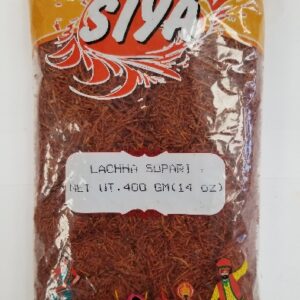 SIYA
LACHHA SUPARI
NET WT.400 GM(14 OZ)